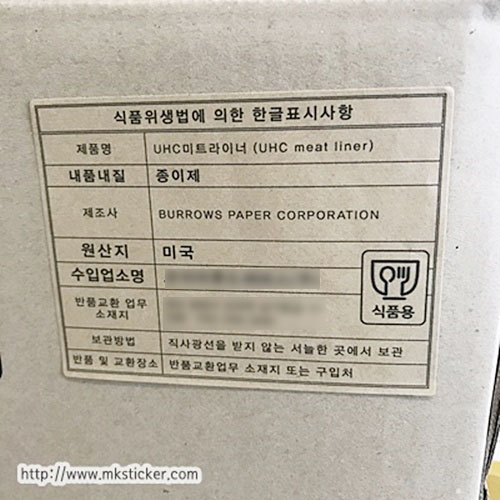 식품위생법에 의한 한글표시사항
제품명 UHC미트라이너 (UHC meat liner)
내품내질 종이제
제조사 BURROWS PAPER CORPORATION
원산지 미국
수입업소명
반품교환 업무
소재지
식품용
보관방법 직사광선을 받지 않는 서늘한 곳에서 보관
반품 및 교환장소 반품교환업무 소재지 또는 구입처
http://www.mksticker.com